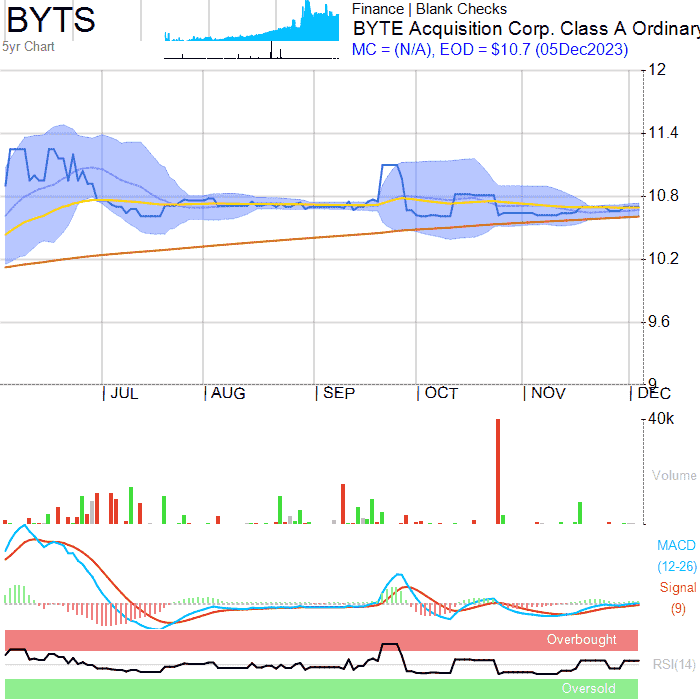 BYTS
5yr Chart
Finance | Blank Checks
BYTE Acquisition Corp. Class A Ordinary
MC = (N/A), EOD = $10.7 (05Dec2023)
12
11.4
10.8
10.2
9.6
9
JUL AUG SEP OCT NOV DEC
40k
Volume
MACD
(12-26)
Signal
(9)
Overbought
RSI(14)
Oversold